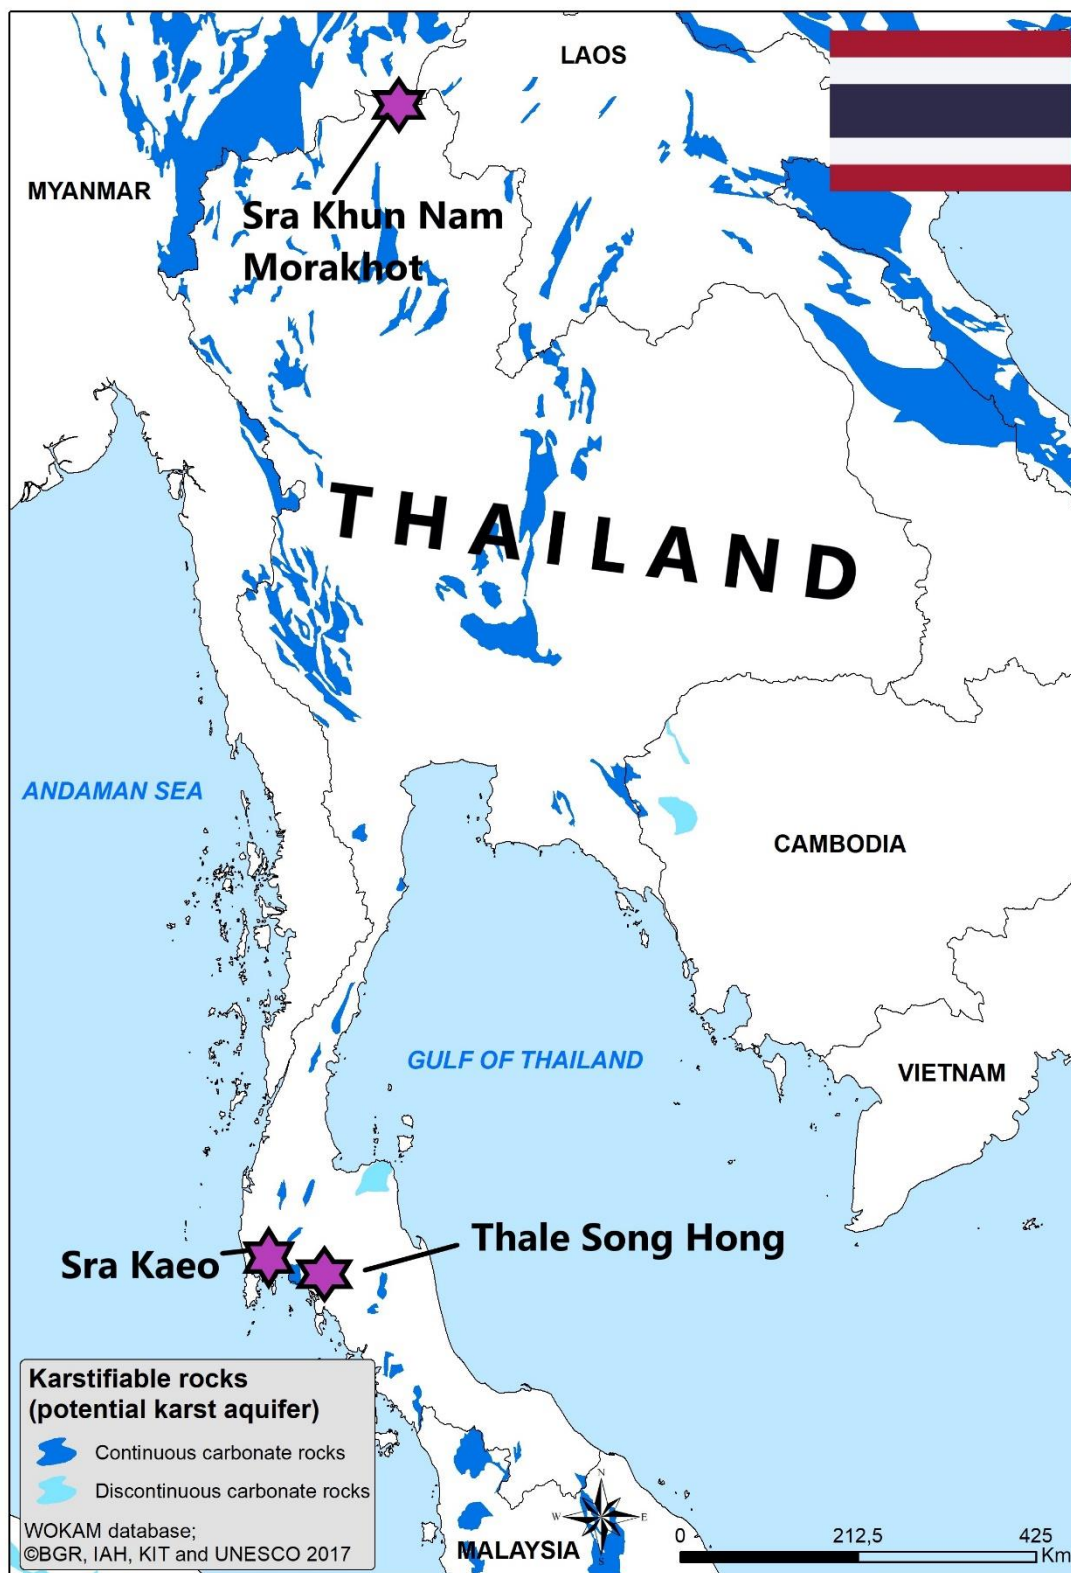 LAOS
MYANMAR
Sra Khun Nam
Morakhot
THAILAND
ANDAMAN SEA
CAMBODIA
GULF OF THAILAND
VIETNAM
Thale Song Hong
Sra Kaeo
Karstifiable rocks
(potential karst aquifer)
Continuous carbonate rocks
Discontinuous carbonate rocks
WOKAM database;
©BGR, IAH, KIT and UNESCO 2017
MALAYSIA
N
W E
S
0 212,5 425
Km